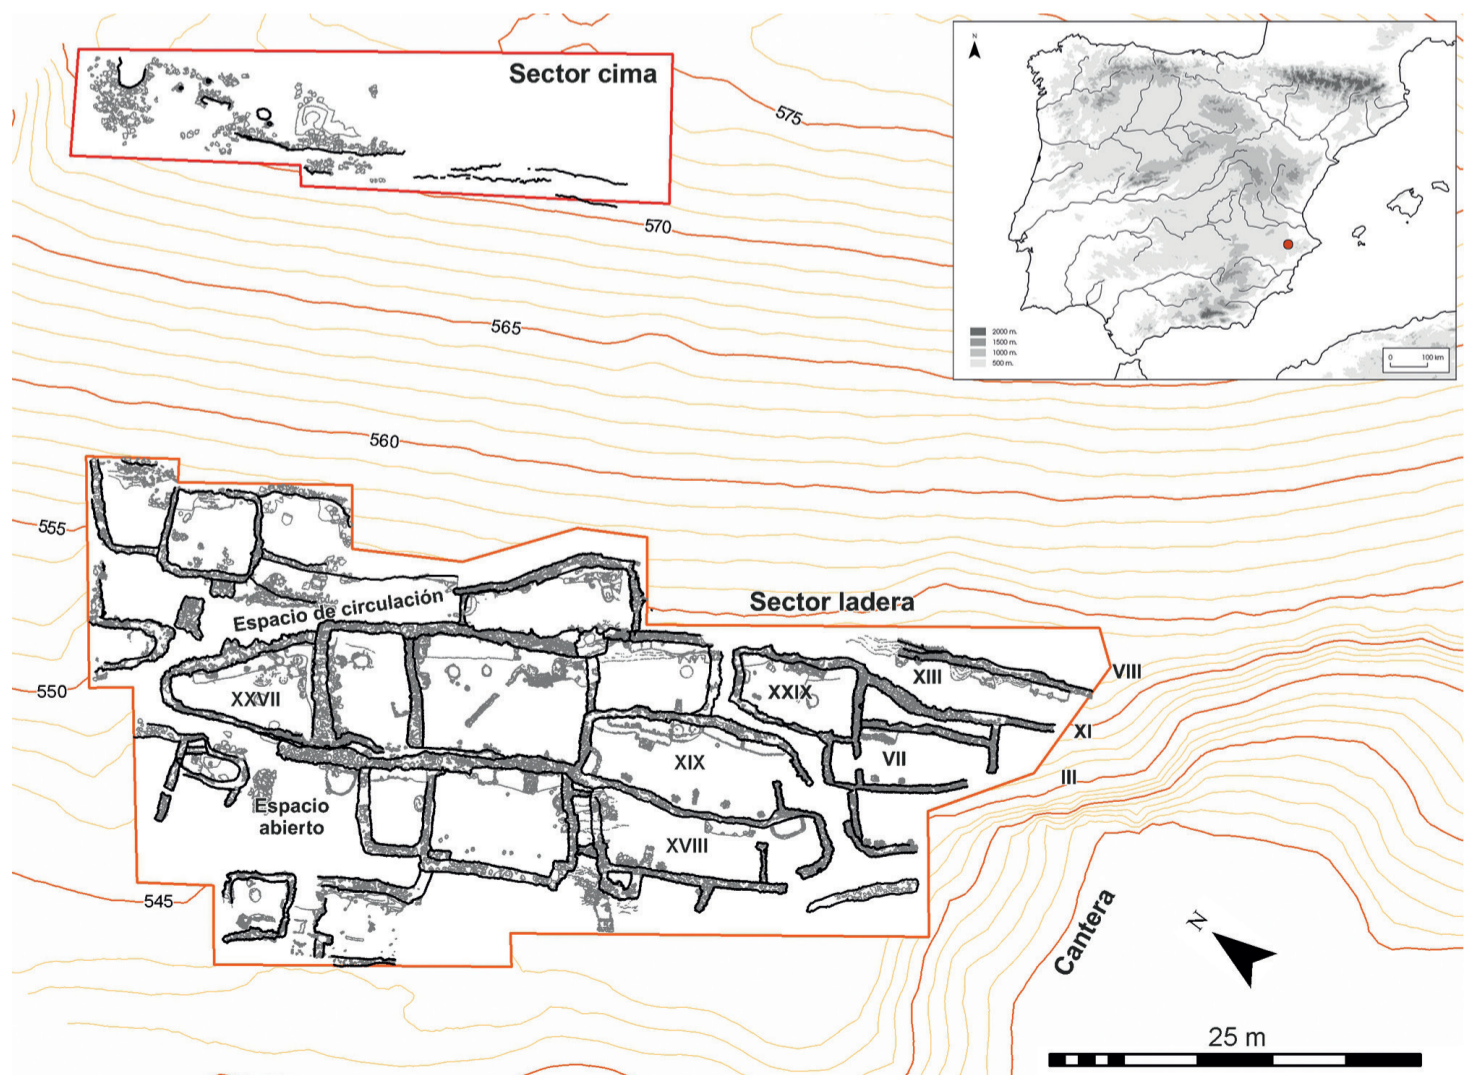 Sector cima
575
570
565
560
555
550
545
N
2000 m.
1500 m.
1000 m.
500 m.
0 100 km
Sector ladera
Espacio de circulación
XXVII
XXIX
XIII
VIII
XI
III
VII
XIX
XVIII
Espacio
abierto
Cantera
N
25 m